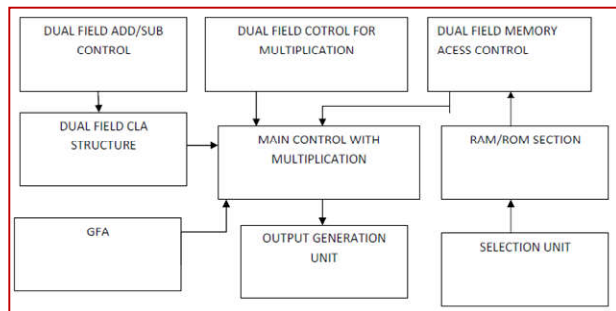 DUAL FIELD ADD/SUB
CONTROL
DUAL FIELD COTROL FOR
MULTIPLICATION
DUAL FIELD MEMORY
ACESS CONTROL
DUAL FIELD CLA
STRUCTURE
MAIN CONTROL WITH
MULTIPLICATION
RAM/ROM SECTION
GFA
OUTPUT GENERATION
UNIT
SELECTION UNIT